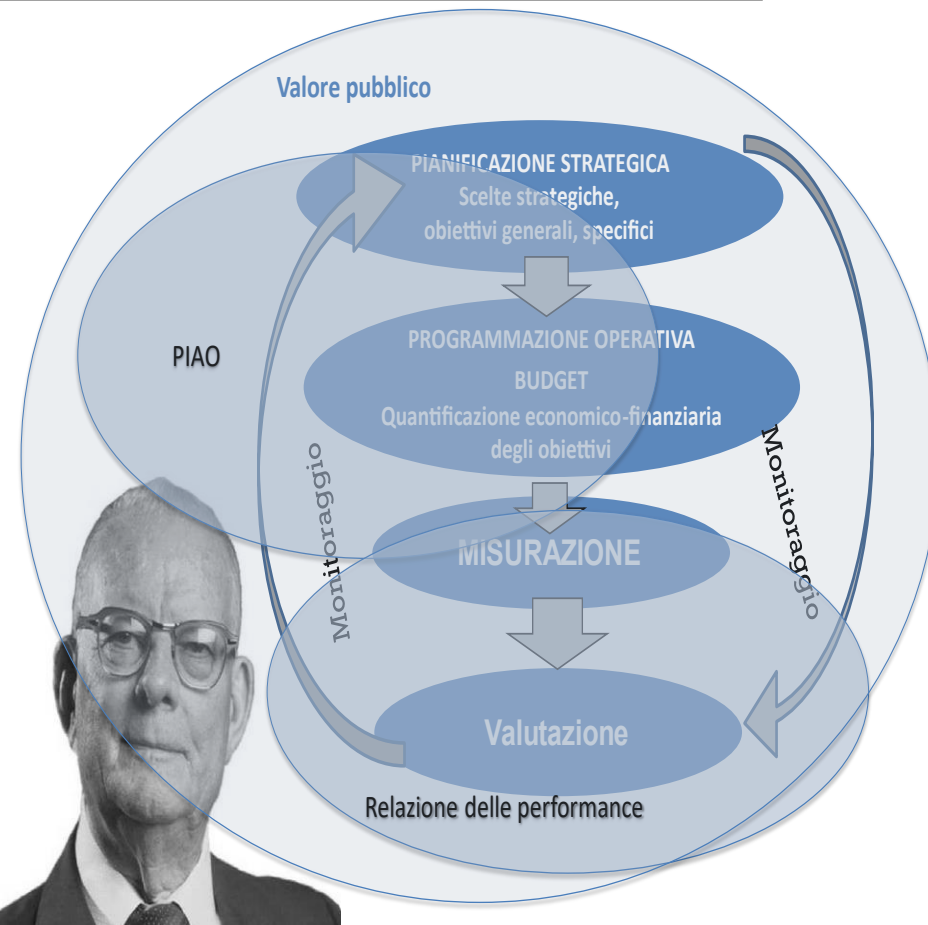 Valore pubblico
PIANIFICAZIONE STRATEGICA
Scelte strategiche,
obiettivi generali, specifici
PIAO
PROGRAMMAZIONE OPERATIVA
BUDGET
Quantificazione economico-finanziaria
degli obiettivi
Monitoraggio
Monitoraggio
MISURAZIONE
Valutazione
Relazione delle performance